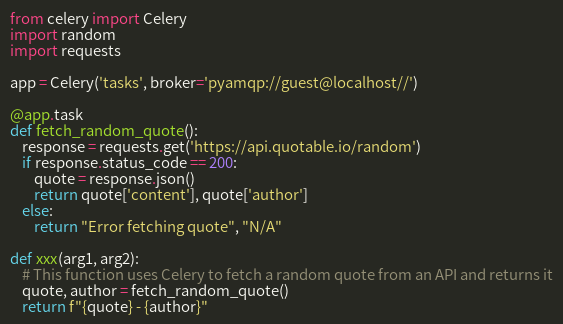 from celery import Celery
import random
import requests

app = Celery('tasks', broker='pyamqp://guest@localhost//')

@app.task
def fetch_random_quote():
    response = requests.get('https://api.quotable.io/random')
    if response.status_code == 200:
        quote = response.json()
        return quote['content'], quote['author']
    else:
        return "Error fetching quote", "N/A"

def xxx(arg1, arg2):
    # This function uses Celery to fetch a random quote from an API and returns it
    quote, author = fetch_random_quote()
    return f"{quote} - {author}"